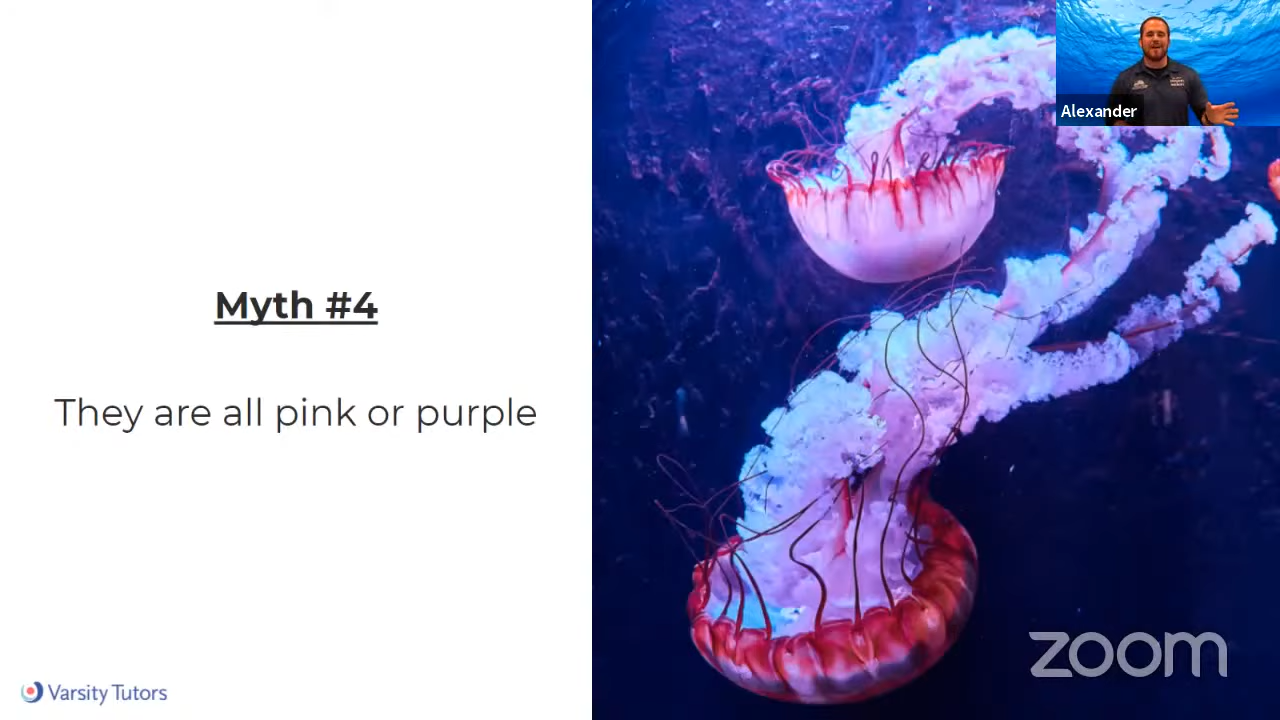 Alexander
Myth #4
They are all pink or purple
zoom
Varsity Tutors